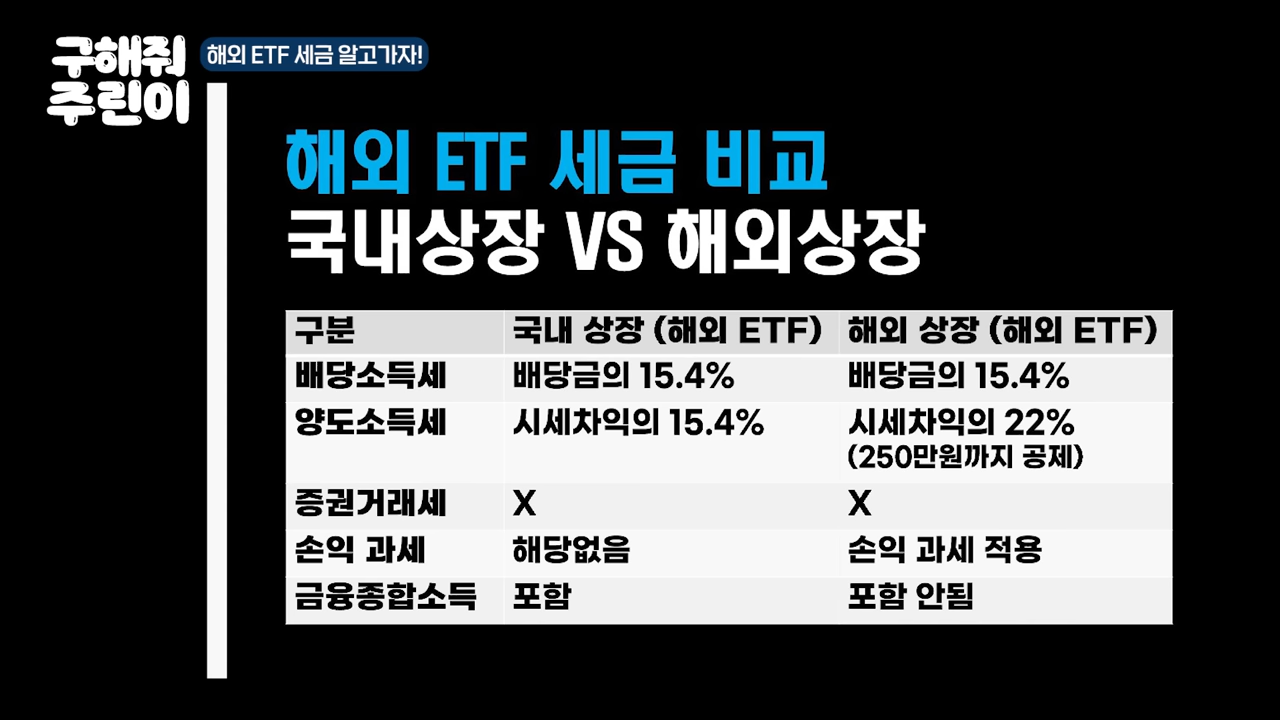 구해줘
주린이
해외 ETF 세금 알고가자!
해외 ETF 세금 비교
국내상장 VS 해외상장
구분 국내 상장 (해외 ETF) 해외 상장 (해외 ETF)
배당소득세 배당금의 15.4% 배당금의 15.4%
양도소득세 시세차익의 15.4% 시세차익의 22%
(250만원까지 공제)
증권거래세 X X
손익 과세 해당없음 손익 과세 적용
금융종합소득 포함 포함 안됨